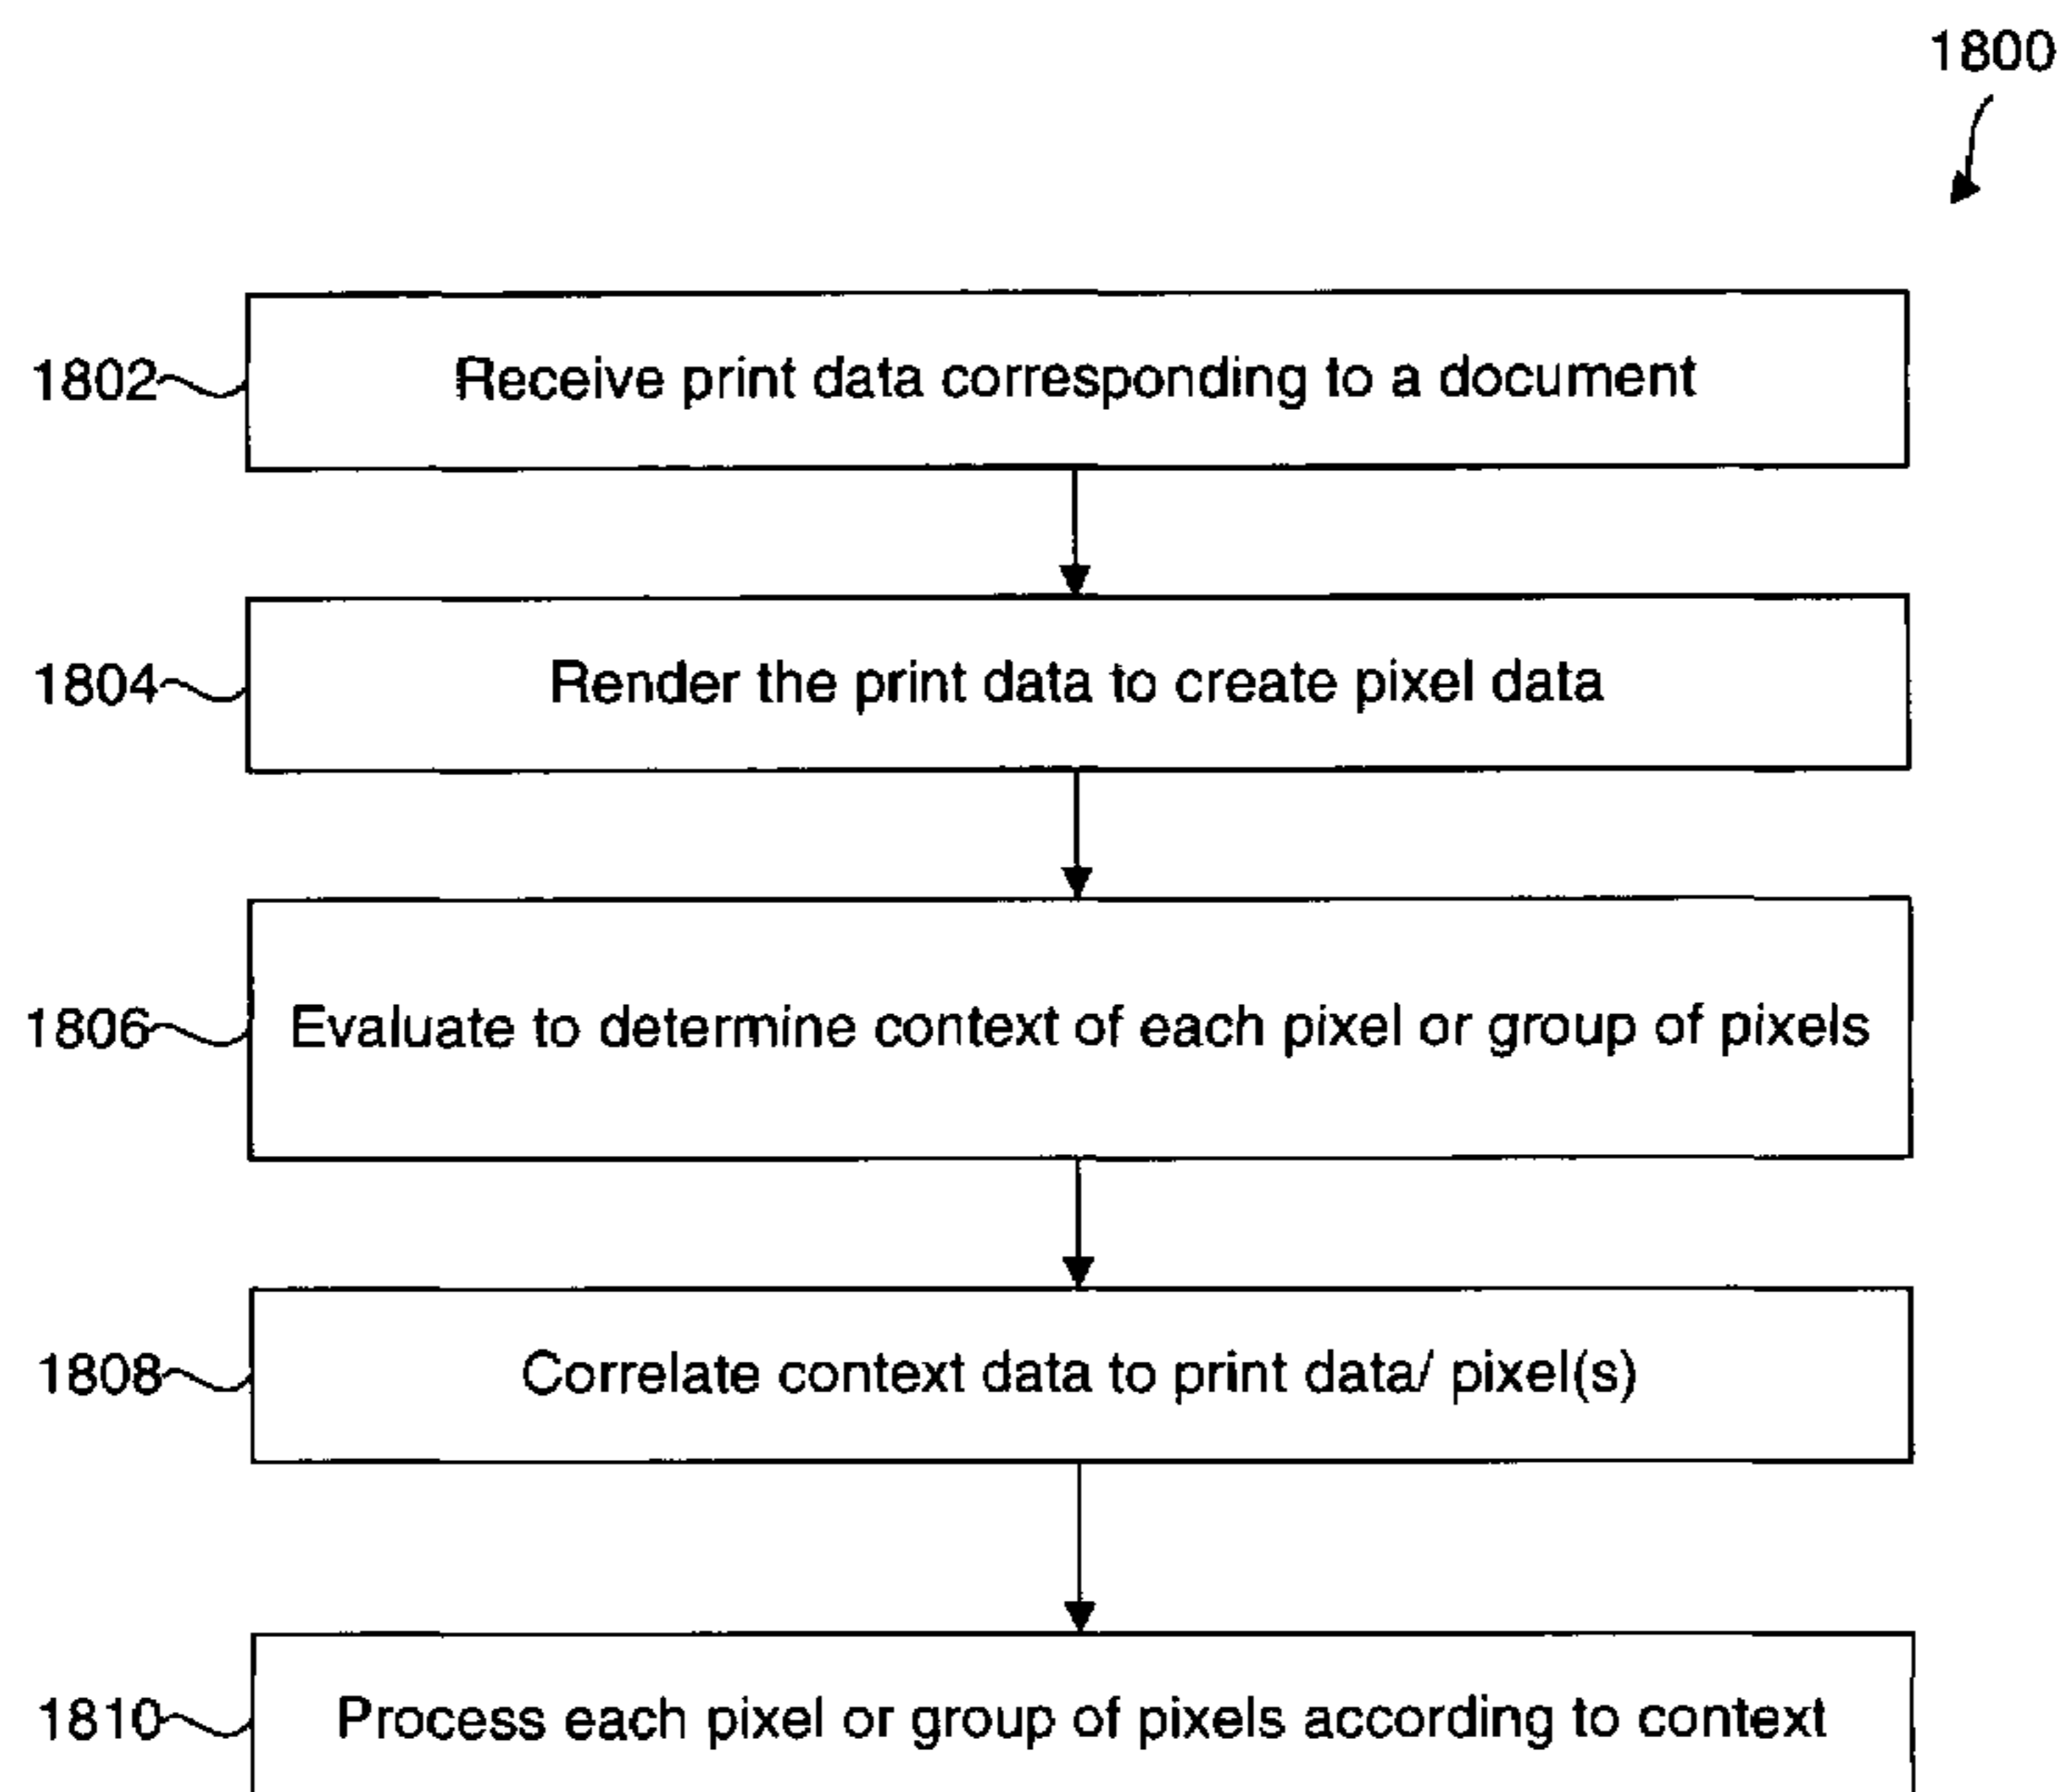 1800
1802 Receive print data corresponding to a document
1804 Render the print data to create pixel data
1806 Evaluate to determine context of each pixel or group of pixels
1808 Correlate context data to print data/ pixel(s)
1810 Process each pixel or group of pixels according to context